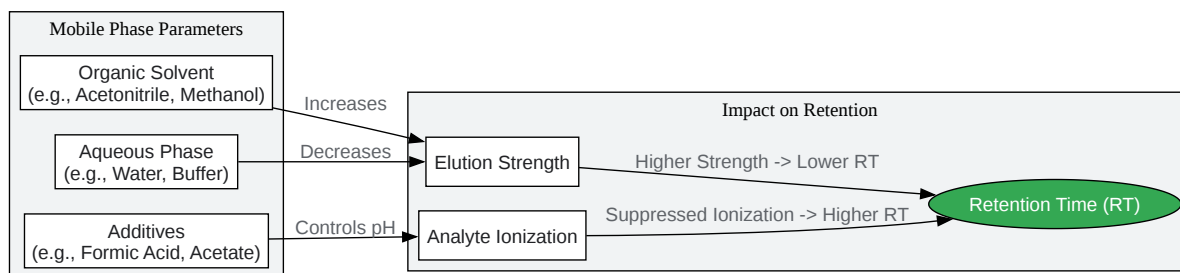 Mobile Phase Parameters
Organic Solvent
(e.g., Acetonitrile, Methanol)
Increases
Impact on Retention
Aqueous Phase
(e.g., Water, Buffer)
Decreases
Elution Strength
Higher Strength -> Lower RT
Retention Time (RT)
Additives
(e.g., Formic Acid, Acetate)
Controls pH
Analyte Ionization
Suppressed Ionization -> Higher RT